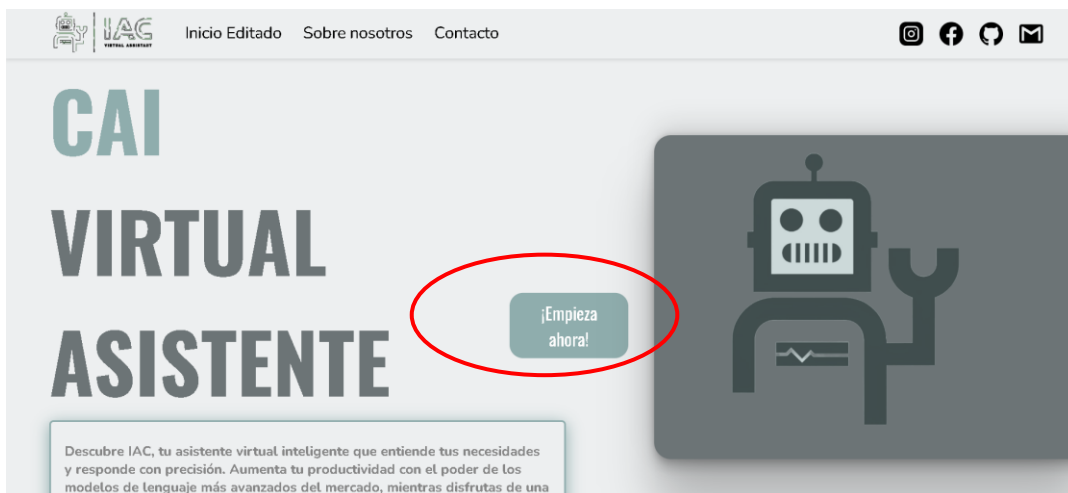 IAC
VIRTUAL ASSISTANT
Inicio Editado Sobre nosotros Contacto
CAI
VIRTUAL
ASISTENTE
¡Empieza
ahora!
Descubre IAC, tu asistente virtual inteligente que entiende tus necesidades
y responde con precisión. Aumenta tu productividad con el poder de los
modelos de lenguaje más avanzados del mercado, mientras disfrutas de una